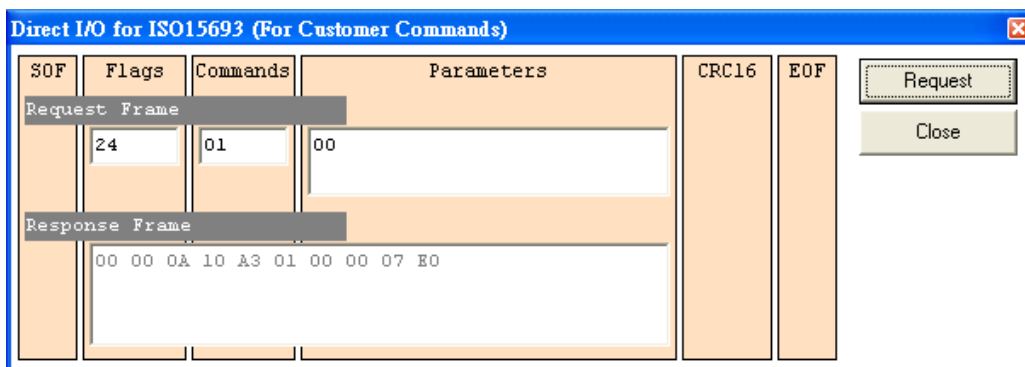 Direct I/O for ISO15693 (For Customer Commands)
SOF Flags Commands Parameters CRC16 EOF
Request
Request Frame
24 01 00
Close
Response Frame
00 00 0A 10 A3 01 00 00 07 E0